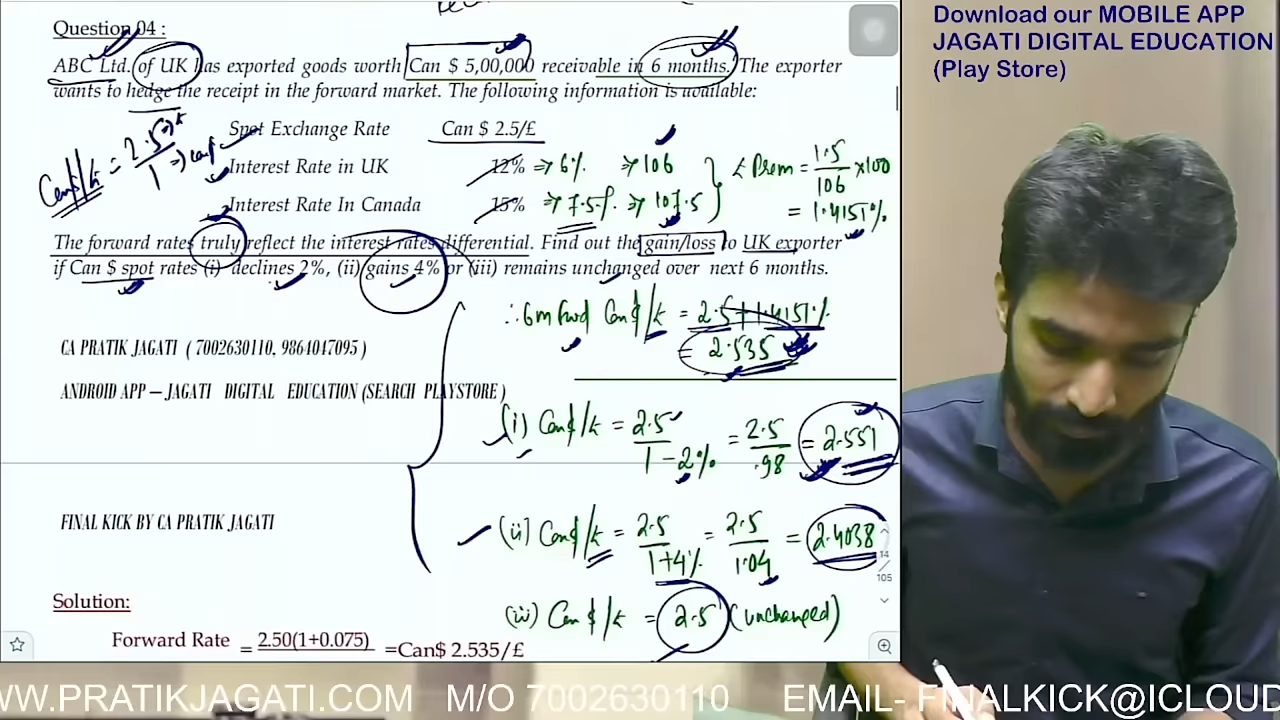 Download our MOBILE APP
JAGATI DIGITAL EDUCATION
(Play Store)
Question 04 :
ABC Ltd. of UK has exported goods worth Can $ 5,00,000 receivable in 6 months. The exporter
wants to hedge the receipt in the forward market. The following information is available:
Spot Exchange Rate Can $ 2.5/£
Interest Rate in UK 12% ⇒ 6% ⇒ 106
Interest Rate In Canada 15% ⇒ 7.5% ⇒ 107.5
£ Prem = 1.5/106 ×100
= 1.4151%
Can$/£ = 2.5/1
The forward rates truly reflect the interest rates differential. Find out the gain/loss to UK exporter
if Can $ spot rates (i) declines 2%, (ii) gains 4% or (iii) remains unchanged over next 6 months.
∴ 6m Fwd Can$/£ = 2.5+1.4151%
= 2.535
CA PRATIK JAGATI ( 7002630110, 9864047095 )
ANDROID APP – JAGATI DIGITAL EDUCATION (SEARCH PLAYSTORE )
(i) Can$/£ = 2.5/1-2% = 2.5/.98 = 2.551
FINAL KICK BY CA PRATIK JAGATI
(ii) Can$/£ = 2.5/1+4% = 2.5/1.04 = 2.4038
14
/
105
Solution:
(iii) Can $/£ = 2.5 (unchanged)
Forward Rate = 2.50(1+0.075) =Can$ 2.535/£
WW.PRATIKJAGATI.COM M/O 7002630110 EMAIL- FINALKICK@ICLOUD